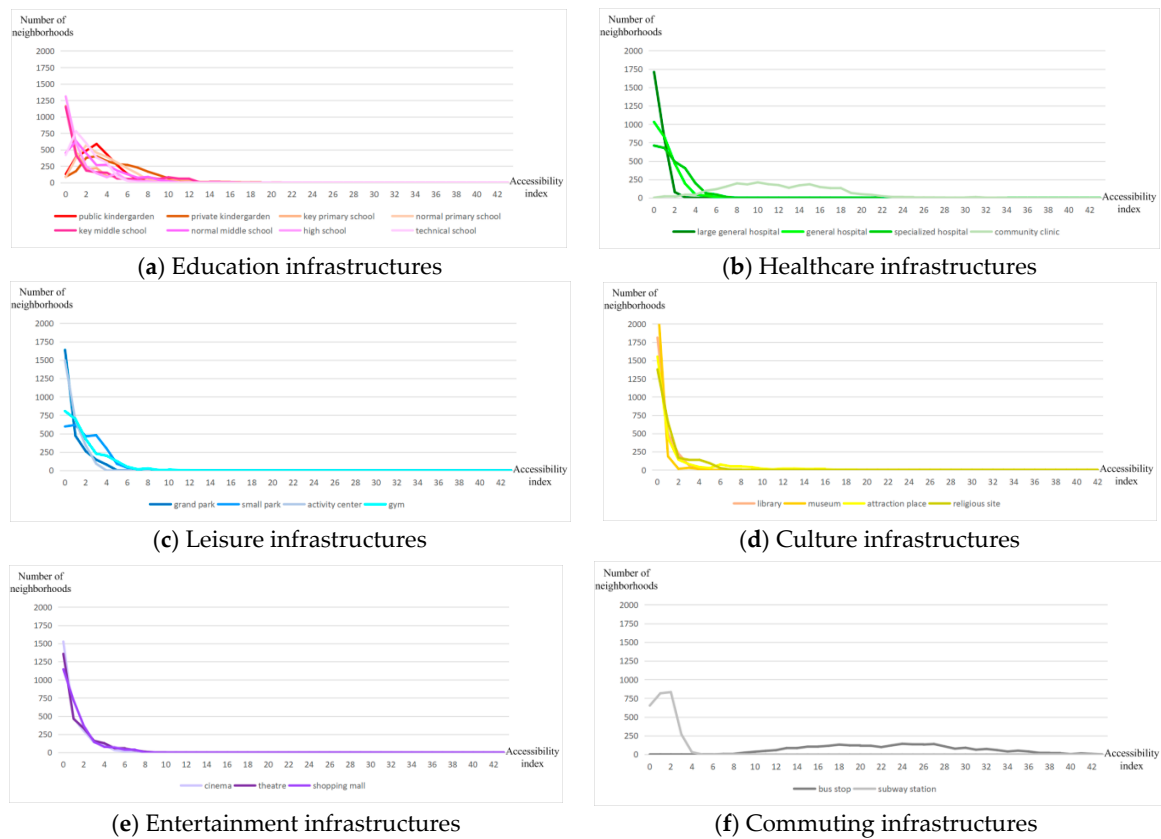 Number of
neighborhoods
2000
1750
1500
1250
1000
750
500
250
0
0 2 4 6 8 10 12 14 16 18 20 22 24 26 28 30 32 34 36 38 40 42
Accessibility
index
public kindergarden private kindergarden key primary school normal primary school
key middle school normal middle school high school technical school
(a) Education infrastructures
Number of
neighborhoods
2000
1750
1500
1250
1000
750
500
250
0
0 2 4 6 8 10 12 14 16 18 20 22 24 26 28 30 32 34 36 38 40 42
Accessibility
index
large general hospital general hospital specialized hospital community clinic
(b) Healthcare infrastructures
Number of
neighborhoods
2000
1750
1500
1250
1000
750
500
250
0
0 2 4 6 8 10 12 14 16 18 20 22 24 26 28 30 32 34 36 38 40 42
Accessibility
index
grand park small park activity center gym
(c) Leisure infrastructures
Number of
neighborhoods
2000
1750
1500
1250
1000
750
500
250
0
0 2 4 6 8 10 12 14 16 18 20 22 24 26 28 30 32 34 36 38 40 42
Accessibility
index
library museum attraction place religious site
(d) Culture infrastructures
Number of
neighborhoods
2000
1750
1500
1250
1000
750
500
250
0
0 2 4 6 8 10 12 14 16 18 20 22 24 26 28 30 32 34 36 38 40 42
Accessibility
index
cinema theatre shopping mall
(e) Entertainment infrastructures
Number of
neighborhoods
2000
1750
1500
1250
1000
750
500
250
0
0 2 4 6 8 10 12 14 16 18 20 22 24 26 28 30 32 34 36 38 40 42
Accessibility
index
bus stop subway station
(f) Commuting infrastructures